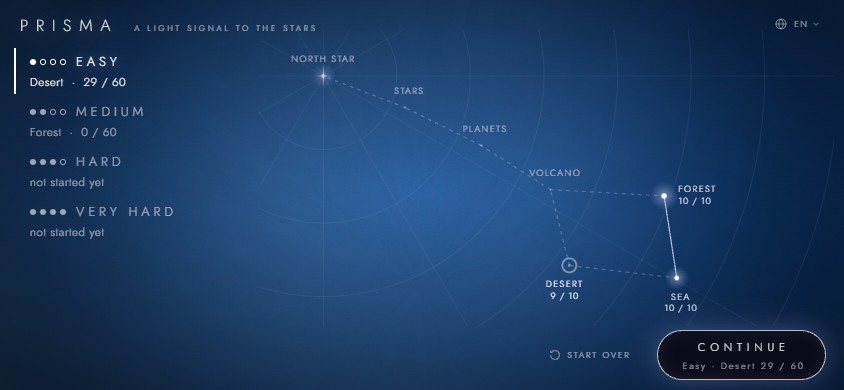 PRISMA A LIGHT SIGNAL TO THE STARS
EN
EASY
Desert · 29 / 60
MEDIUM
Forest · 0 / 60
HARD
not started yet
VERY HARD
not started yet
NORTH STAR
STARS
PLANETS
VOLCANO
FOREST
10 / 10
DESERT
9 / 10
SEA
10 / 10
START OVER
CONTINUE
Easy · Desert 29 / 60